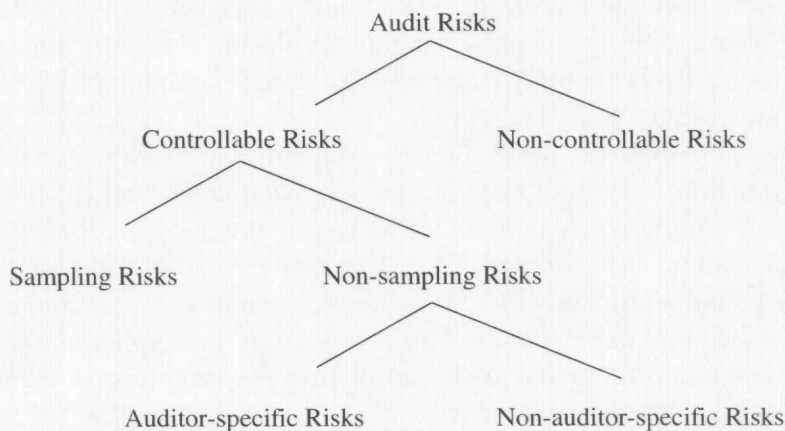 Audit Risks
Controllable Risks Non-controllable Risks
Sampling Risks Non-sampling Risks
Auditor-specific Risks Non-auditor-specific Risks